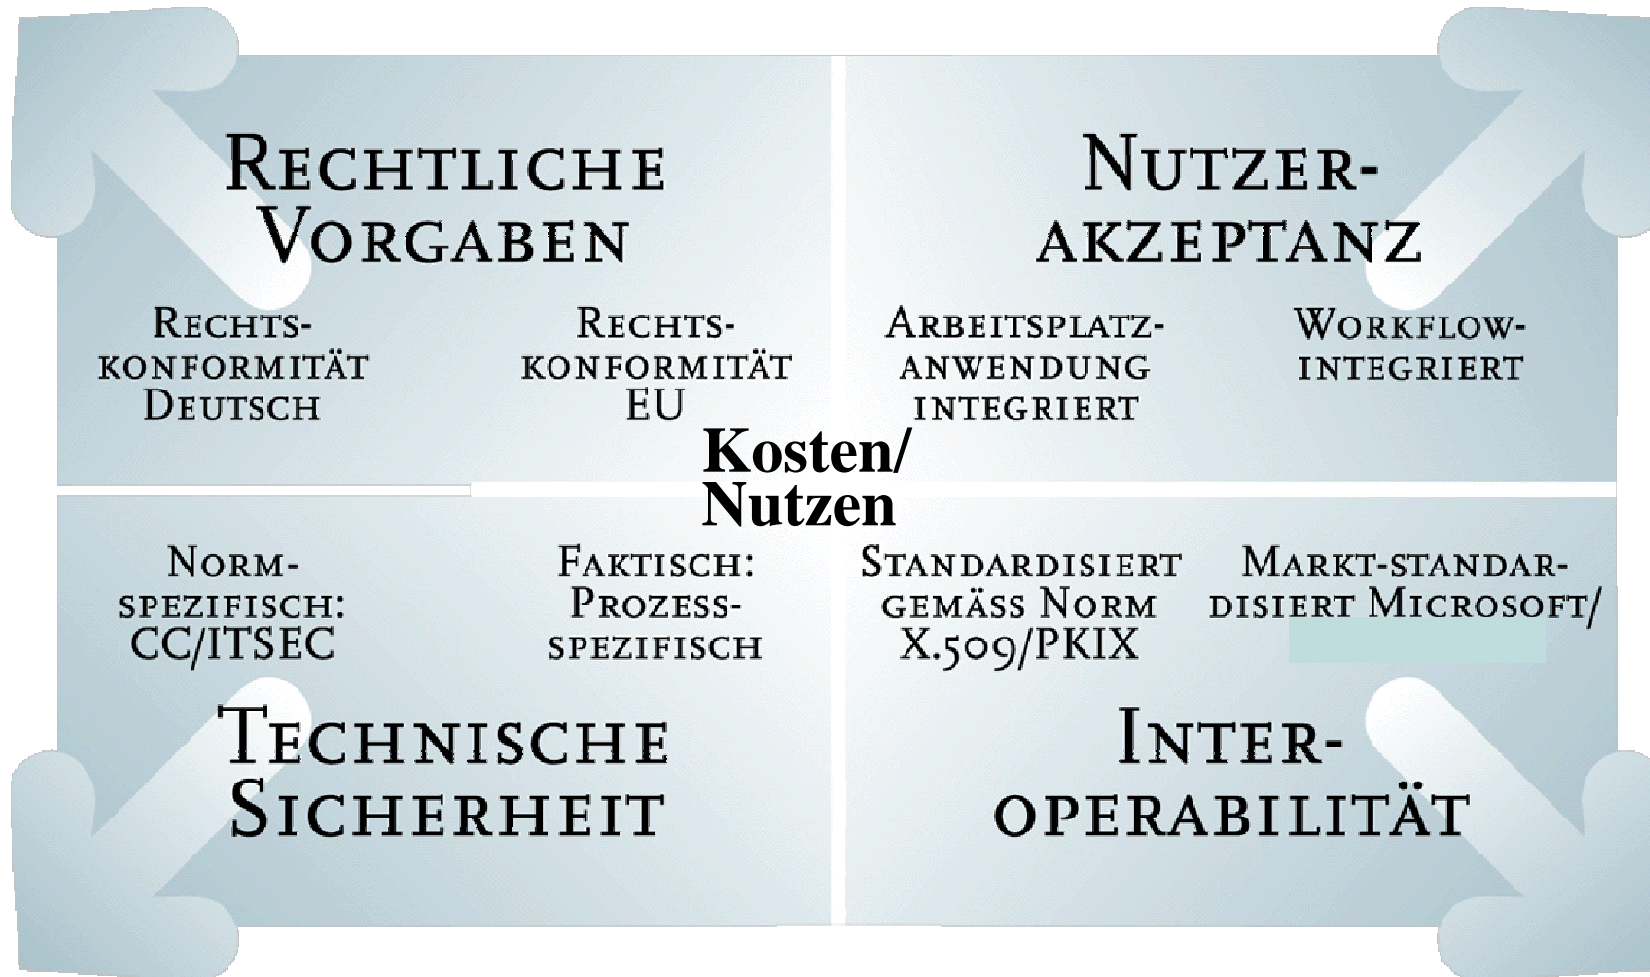 Rechtliche
Vorgaben
Rechts-
konformität
Deutsch
Rechts-
konformität
EU
Nutzer-
akzeptanz
Arbeitsplatz-
anwendung
integriert
Workflow-
integriert
Kosten/
Nutzen
Norm-
spezifisch:
CC/ITSEC
Faktisch:
Prozess-
spezifisch
Technische
Sicherheit
Standardisiert
gemäss Norm
X.509/PKIX
Markt-standar-
disiert Microsoft/
Inter-
operabilität